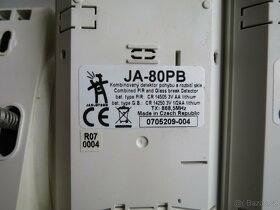 JA-80PB
Kombinovaný detektor pohybu a rozbití skla
Combined PIR and Glass break Detector
bat. type PIR: CR 14505 3V AA lithium
bat. type G.B.: CR 14250 3V 1/2AA lithium
TX: 868,5MHz
Made in Czech Republic
JABLOTRON
CE
0705209-004
R07
0004